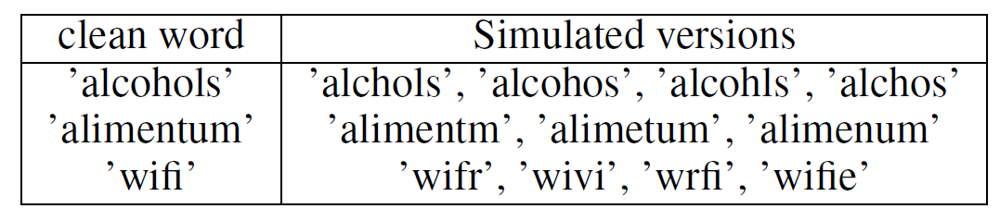 clean word Simulated versions
’alcohols’ ’alchols’, ’alcohos’, ’alcohls’, ’alchos’
’alimentum’ ’alimentm’, ’alimetum’, ’alimenum’
’wifi’ ’wifr’, ’wivi’, ’wrfi’, ’wifie’